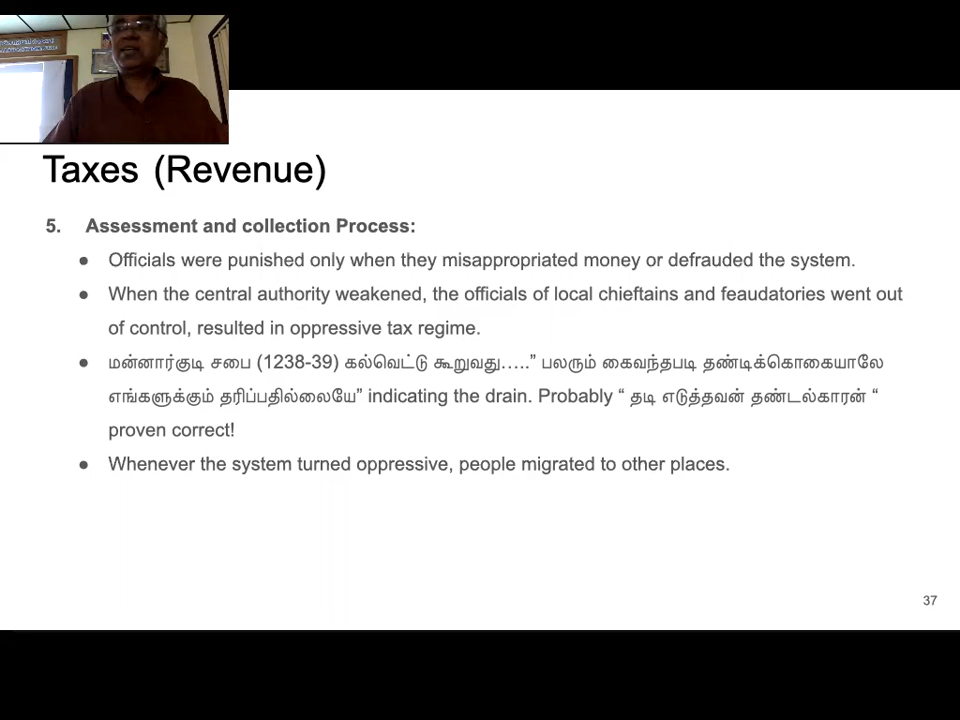 Taxes (Revenue)
5. Assessment and collection Process:
● Officials were punished only when they misappropriated money or defrauded the system.
● When the central authority weakened, the officials of local chieftains and feaudatories went out
of control, resulted in oppressive tax regime.
● மன்னார்குடி சபை (1238-39) கல்வெட்டு கூறுவது…..” பலரும் கைவந்தபடி தண்டிக்கொகையாலே
எங்களுக்கும் தரிப்பதில்லையே” indicating the drain. Probably “ தடி எடுத்தவன் தண்டல்காரன் “
proven correct!
● Whenever the system turned oppressive, people migrated to other places.
37